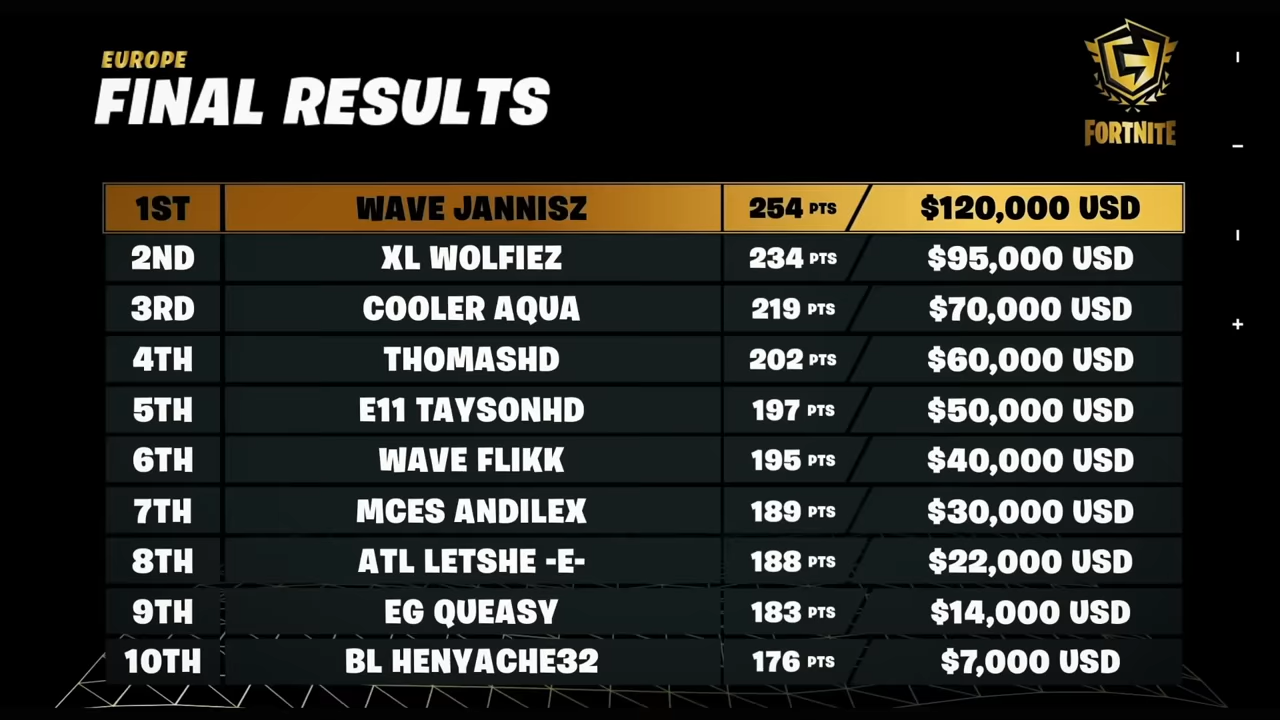 EUROPE
FINAL RESULTS
FORTNITE
1ST WAVE JANNISZ 254 PTS $120,000 USD
2ND XL WOLFIEZ 234 PTS $95,000 USD
3RD COOLER AQUA 219 PTS $70,000 USD
4TH THOMASHD 202 PTS $60,000 USD
5TH E11 TAYSONHD 197 PTS $50,000 USD
6TH WAVE FLIKK 195 PTS $40,000 USD
7TH MCES ANDILEX 189 PTS $30,000 USD
8TH ATL LETSHE -E- 188 PTS $22,000 USD
9TH EG QUEASY 183 PTS $14,000 USD
10TH BL HENYACHE32 176 PTS $7,000 USD